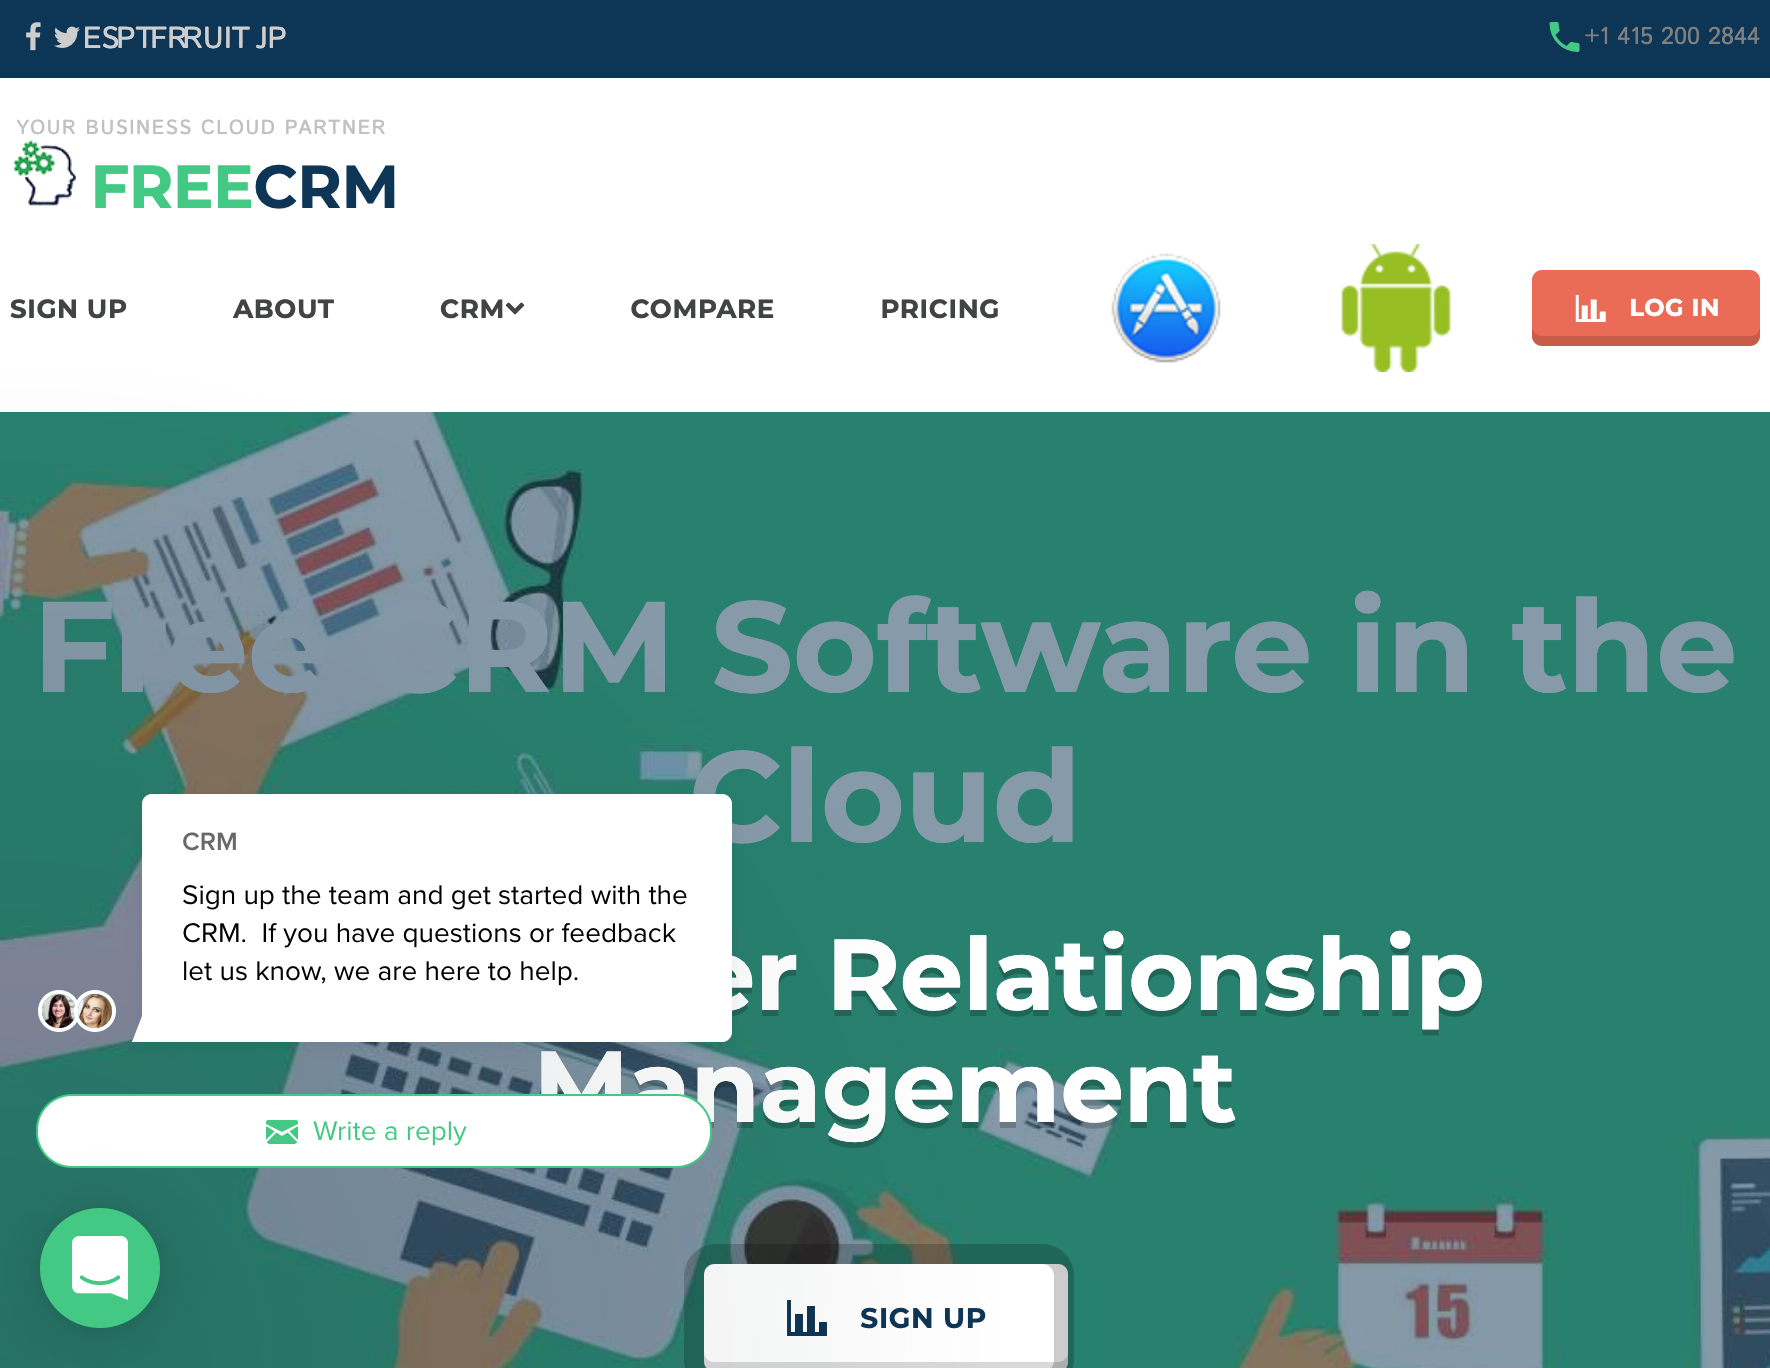 ESPTFRRUIT JP
+1 415 200 2844
YOUR BUSINESS CLOUD PARTNER
FREECRM
SIGN UP
ABOUT
CRM
COMPARE
PRICING
LOG IN
Free CRM Software in the
Cloud
CRM
Sign up the team and get started with the
CRM. If you have questions or feedback
let us know, we are here to help.
er Relationship
Management
Write a reply
SIGN UP
15